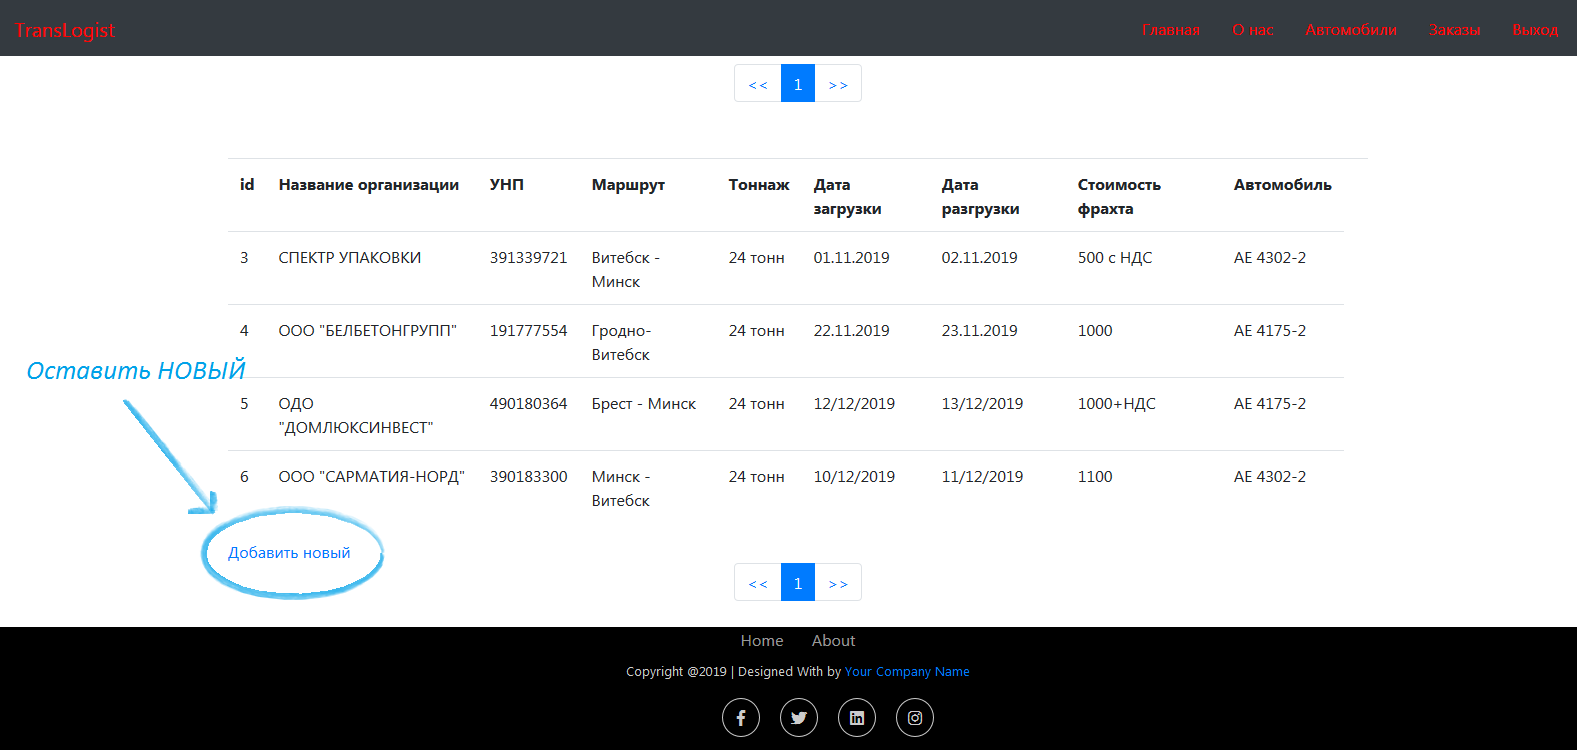 TransLogist Главная О нас Автомобили Заказы Выход
<< 1 >>
id Название организации УНП Маршрут Тоннаж Дата загрузки Дата разгрузки Стоимость фрахта Автомобиль
3 СПЕКТР УПАКОВКИ 391339721 Витебск - Минск 24 тонн 01.11.2019 02.11.2019 500 с НДС АЕ 4302-2
4 ООО "БЕЛБЕТОНГРУПП" 191777554 Гродно-Витебск 24 тонн 22.11.2019 23.11.2019 1000 АЕ 4175-2
Оставить НОВЫЙ
5 ОДО "ДОМЛЮКСИНВЕСТ" 490180364 Брест - Минск 24 тонн 12/12/2019 13/12/2019 1000+НДС АЕ 4175-2
6 ООО "САРМАТИЯ-НОРД" 390183300 Минск - Витебск 24 тонн 10/12/2019 11/12/2019 1100 АЕ 4302-2
Добавить новый
<< 1 >>
Home About
Copyright @2019 | Designed With by Your Company Name